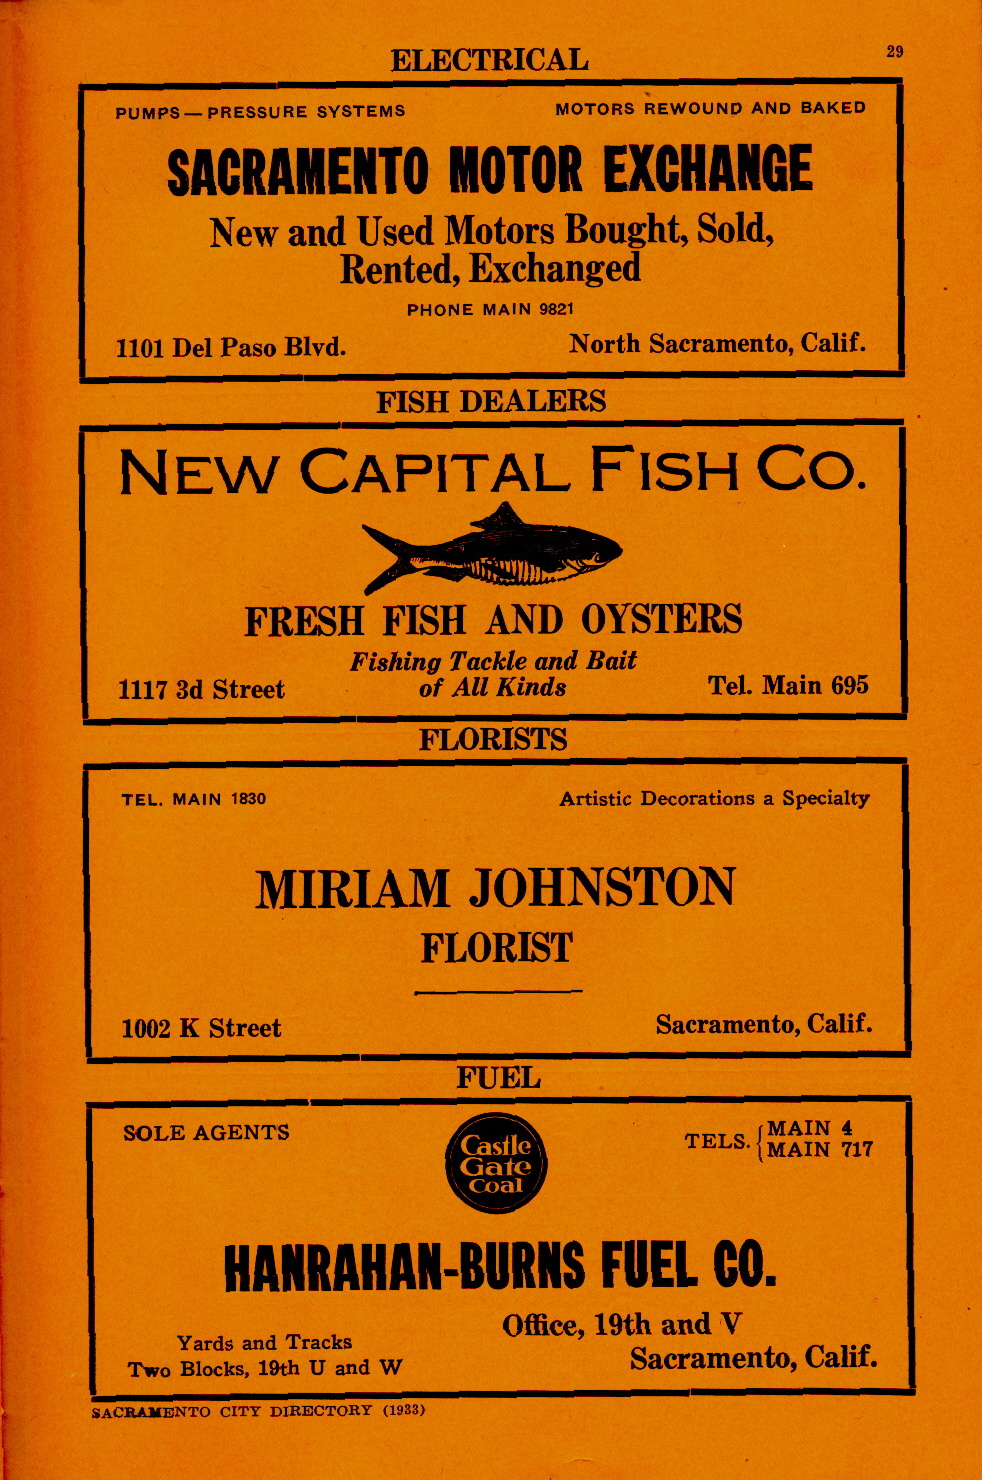 29
ELECTRICAL
PUMPS — PRESSURE SYSTEMS
MOTORS REWOUND AND BAKED
SACRAMENTO MOTOR EXCHANGE
New and Used Motors Bought, Sold,
Rented, Exchanged
PHONE MAIN 9821
1101 Del Paso Blvd.
North Sacramento, Calif.
FISH DEALERS
NEW CAPITAL FISH CO.
FRESH FISH AND OYSTERS
Fishing Tackle and Bait
of All Kinds
1117 3d Street
Tel. Main 695
FLORISTS
TEL. MAIN 1830
Artistic Decorations a Specialty
MIRIAM JOHNSTON
FLORIST
1002 K Street
Sacramento, Calif.
FUEL
SOLE AGENTS
Castle
Gate
Coal
TELS. { MAIN 4
MAIN 717
HANRAHAN-BURNS FUEL CO.
Office, 19th and V
Sacramento, Calif.
Yards and Tracks
Two Blocks, 19th U and W
SACRAMENTO CITY DIRECTORY (1933)